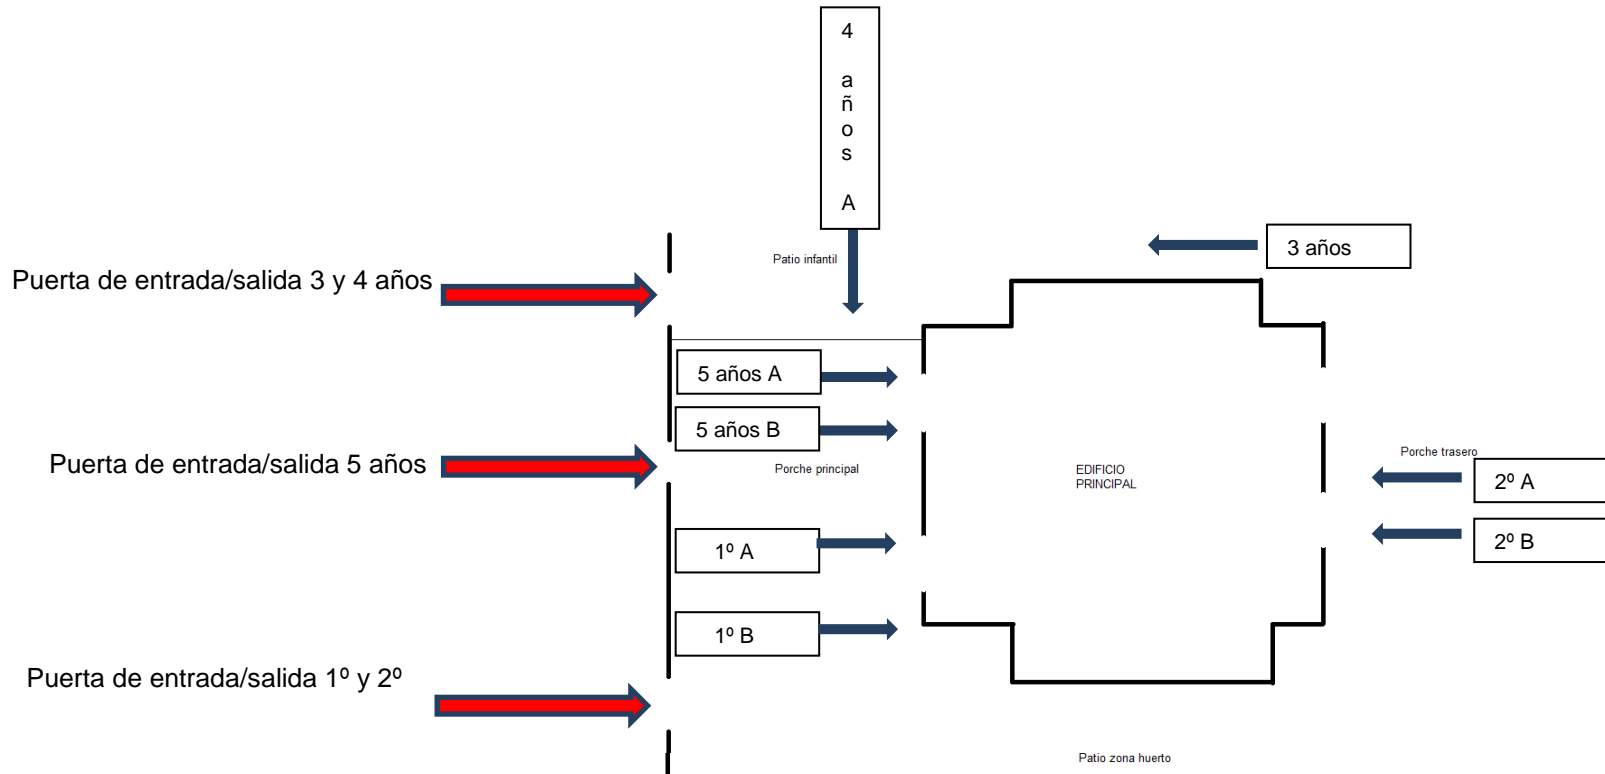 4
a
ñ
o
s
A
3 años
Patio infantil
Puerta de entrada/salida 3 y 4 años
5 años A
5 años B
Porche principal
Puerta de entrada/salida 5 años
EDIFICIO
PRINCIPAL
Porche trasero
2º A
2º B
1º A
1º B
Puerta de entrada/salida 1º y 2º
Patio zona huerto